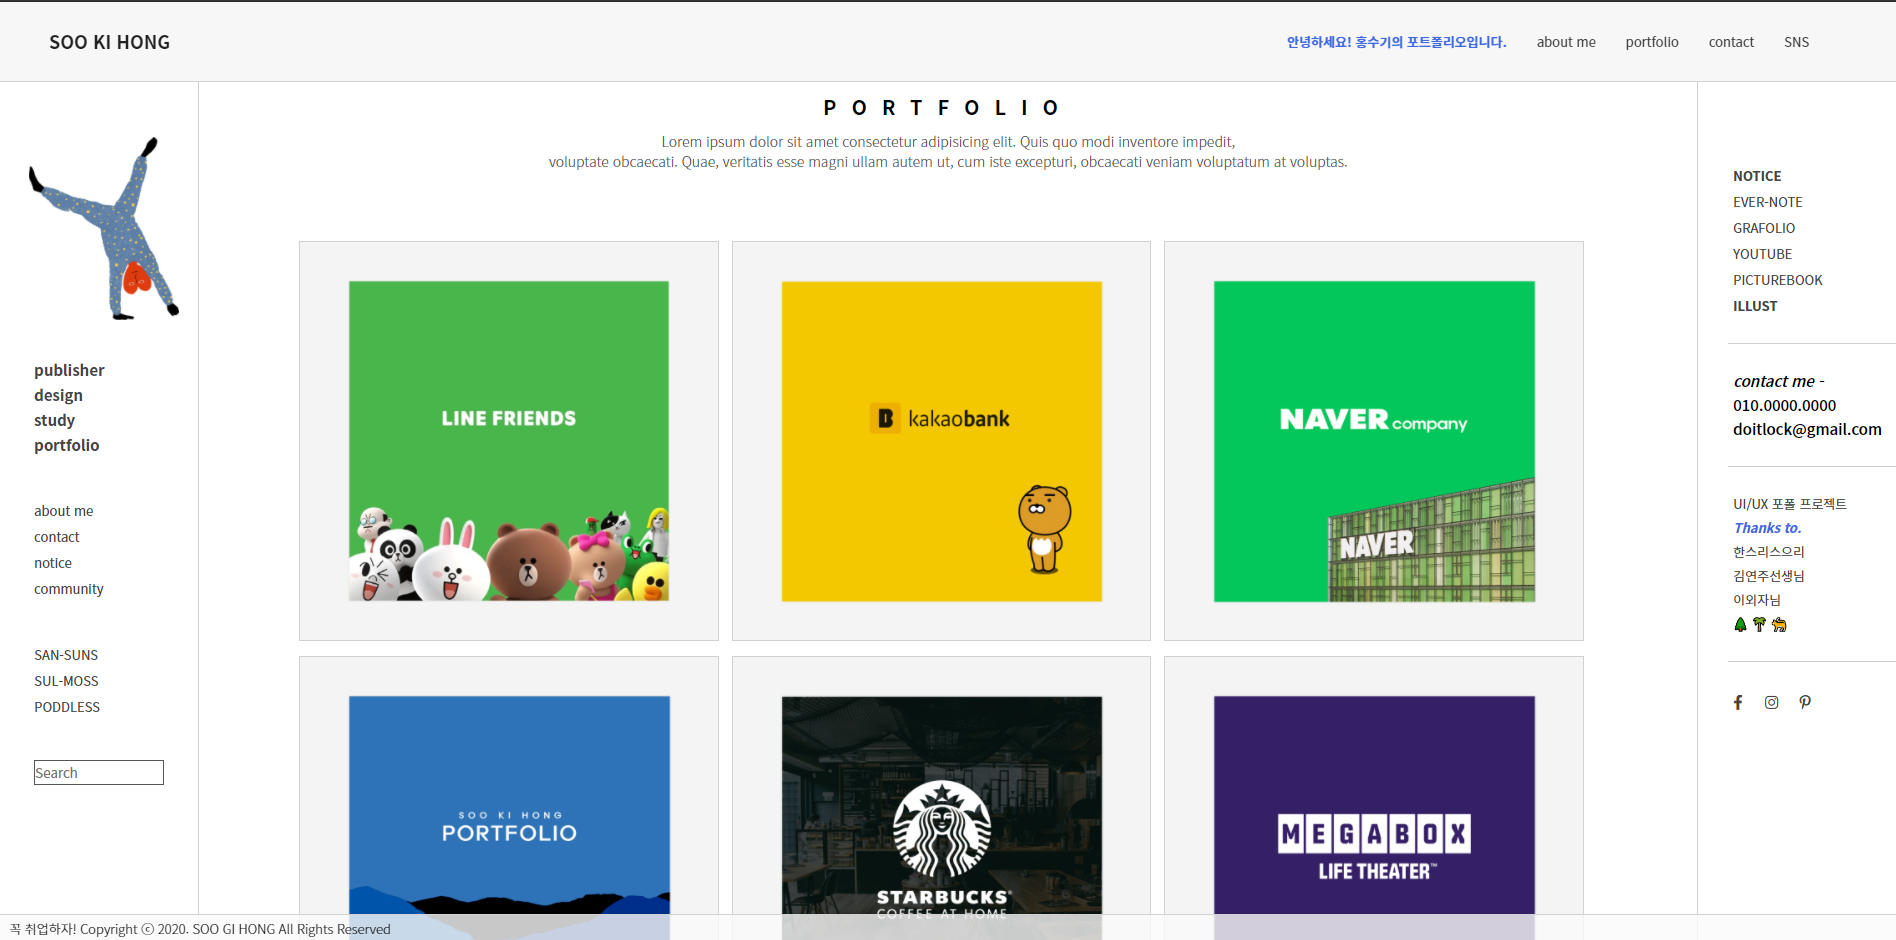 SOO KI HONG
안녕하세요! 홍수기의 포트폴리오입니다. about me portfolio contact SNS
publisher
design
study
portfolio
about me
contact
notice
community
SAN-SUNS
SUL-MOSS
PODDLESS
Search
PORTFOLIO
Lorem ipsum dolor sit amet consectetur adipisicing elit. Quis quo modi inventore impedit,
voluptate obcaecati. Quae, veritatis esse magni ullam autem ut, cum iste excepturi, obcaecati veniam voluptatum at voluptas.
LINE FRIENDS
B kakaobank
NAVER company
NAVER
SOO KI HONG
PORTFOLIO
STARBUCKS®
COFFEE AT HOME
MEGABOX
LIFE THEATER™
NOTICE
EVER-NOTE
GRAFOLIO
YOUTUBE
PICTUREBOOK
ILLUST
contact me -
010.0000.0000
doitlock@gmail.com
UI/UX 포폴 프로젝트
Thanks to.
한스리스으리
김연주선생님
이외자님
꼭 취업하자! Copyright ⓒ 2020. SOO GI HONG All Rights Reserved